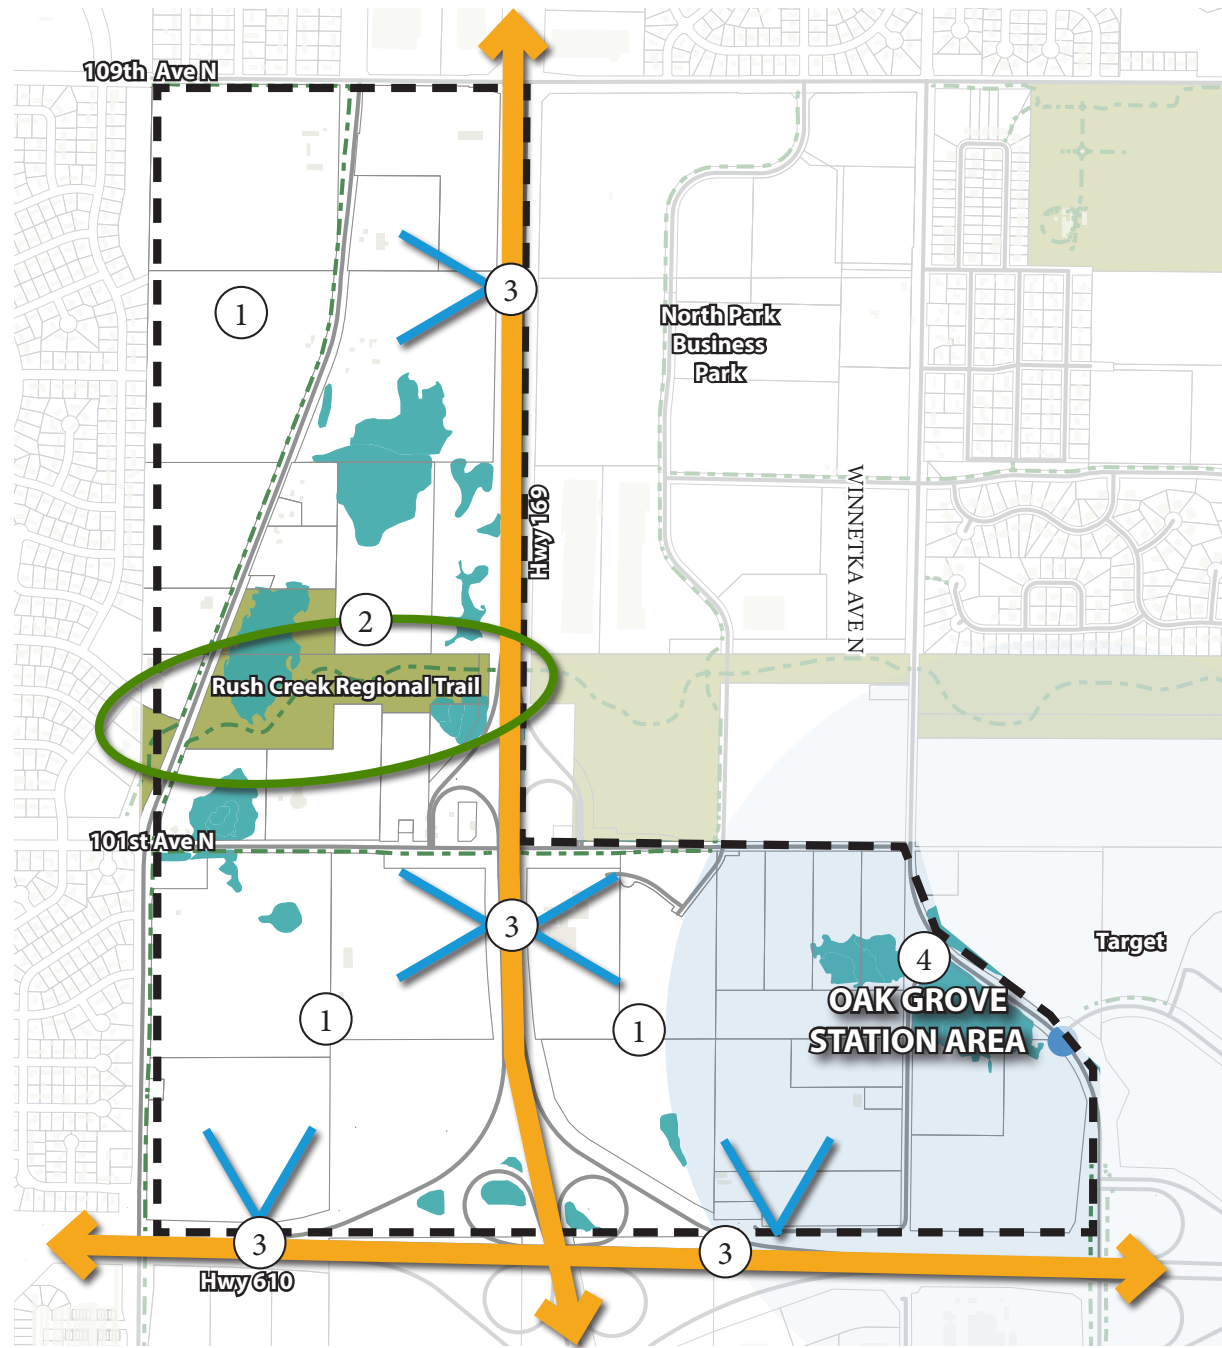 109th Ave N
3
1
North Park
Business
Park
WINNETKA AVE N
Hwy 169
2
Rush Creek Regional Trail
101st Ave N
3
4
Target
OAK GROVE
STATION AREA
1
1
3
3
Hwy 610